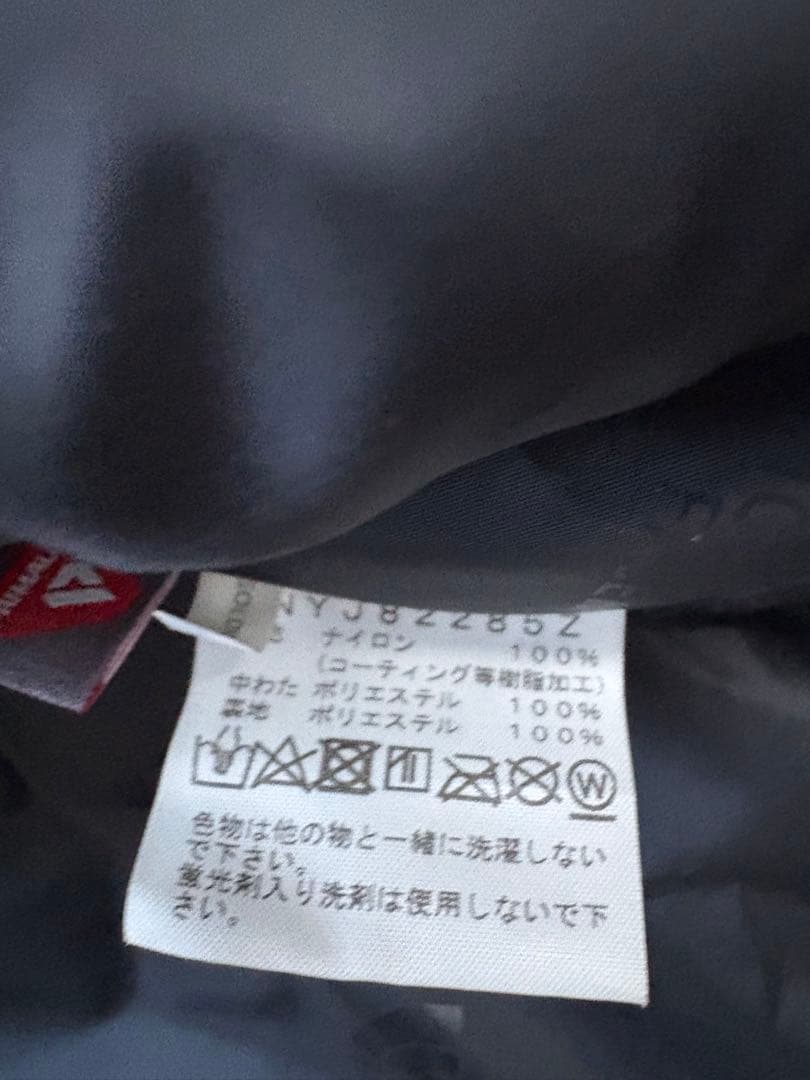 NYJ82285Z
ナイロン 100%
(コーティング等樹脂加工)
中わた ポリエステル 100%
裏地 ポリエステル 100%
W
色物は他の物と一緒に洗濯しない
で下さい。
蛍光剤入り洗剤は使用しないで下
さい。